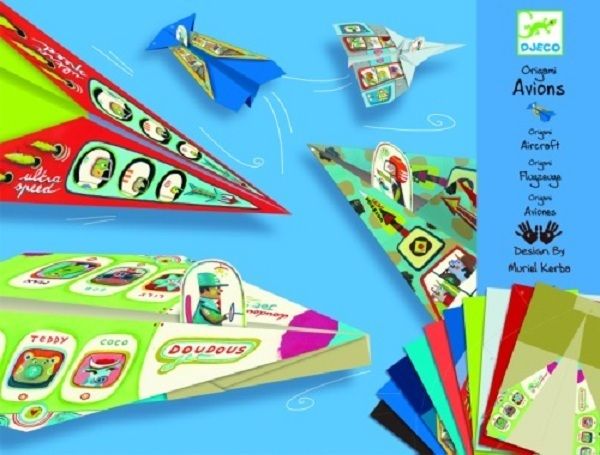 DJECO
Origami
Avions
Origami
Aircraft
Origami
Flugzeuge
Origami
Aviones
Design By
Muriel Kerba
ultra
speed
TEDDY
COCO
DOUDOUS